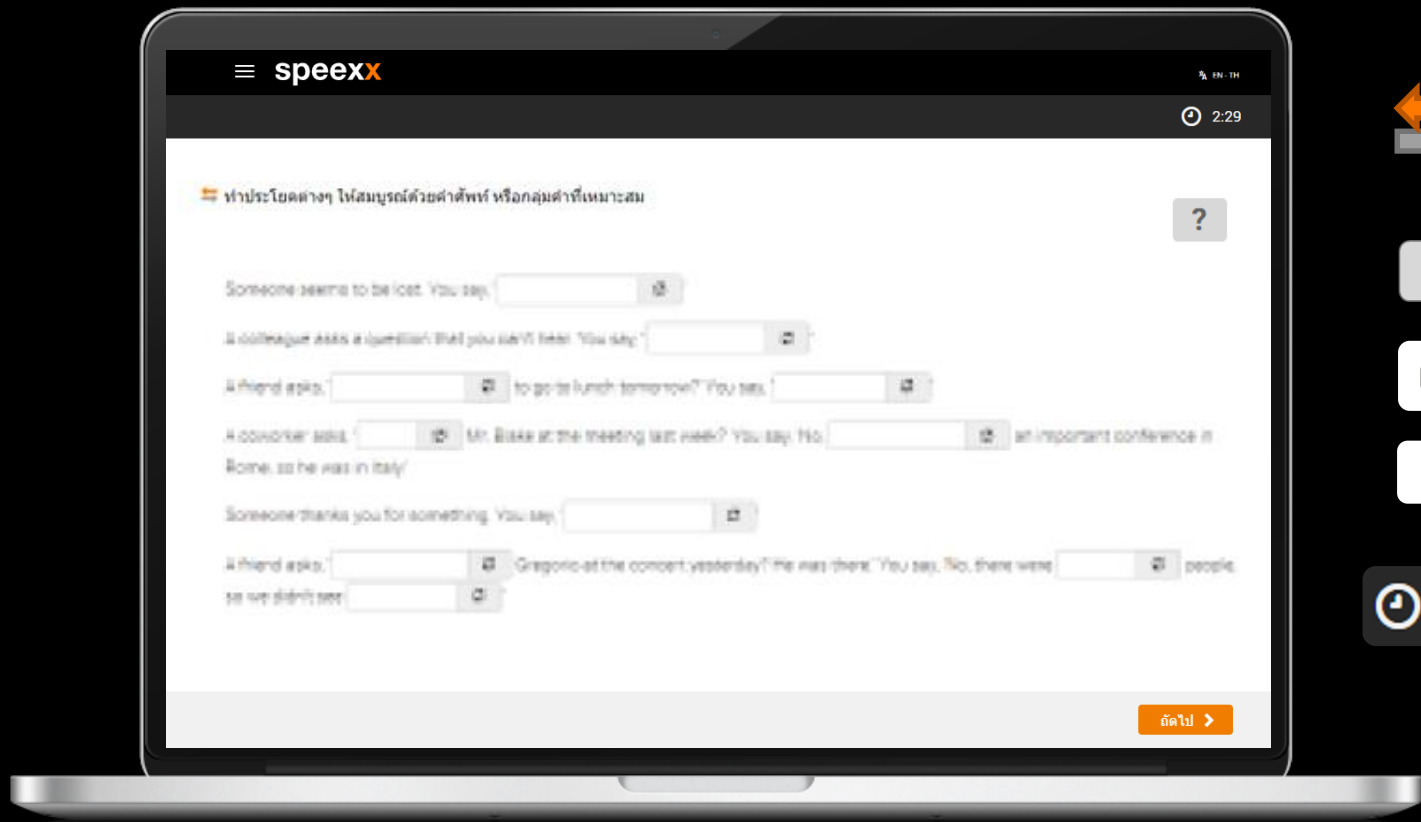 speexx
EN - TH
2:29
ทำประโยคต่างๆ ให้สมบูรณ์ด้วยคำศัพท์ หรือกลุ่มคำที่เหมาะสม
?
Someone seems to be lost. You say, "
A colleague asks a question that you can't hear. You say, " "
A friend asks, " to go to lunch tomorrow?" You say, " "
A coworker asks, " Mr. Blake at the meeting last week? You say, No, an important conference in
Rome, so he was in Italy."
Someone thanks you for something. You say, "
A friend asks, " Gregorio at the concert yesterday? He was there." You say, "No, there were people,
so we didn't see "
ถัดไป